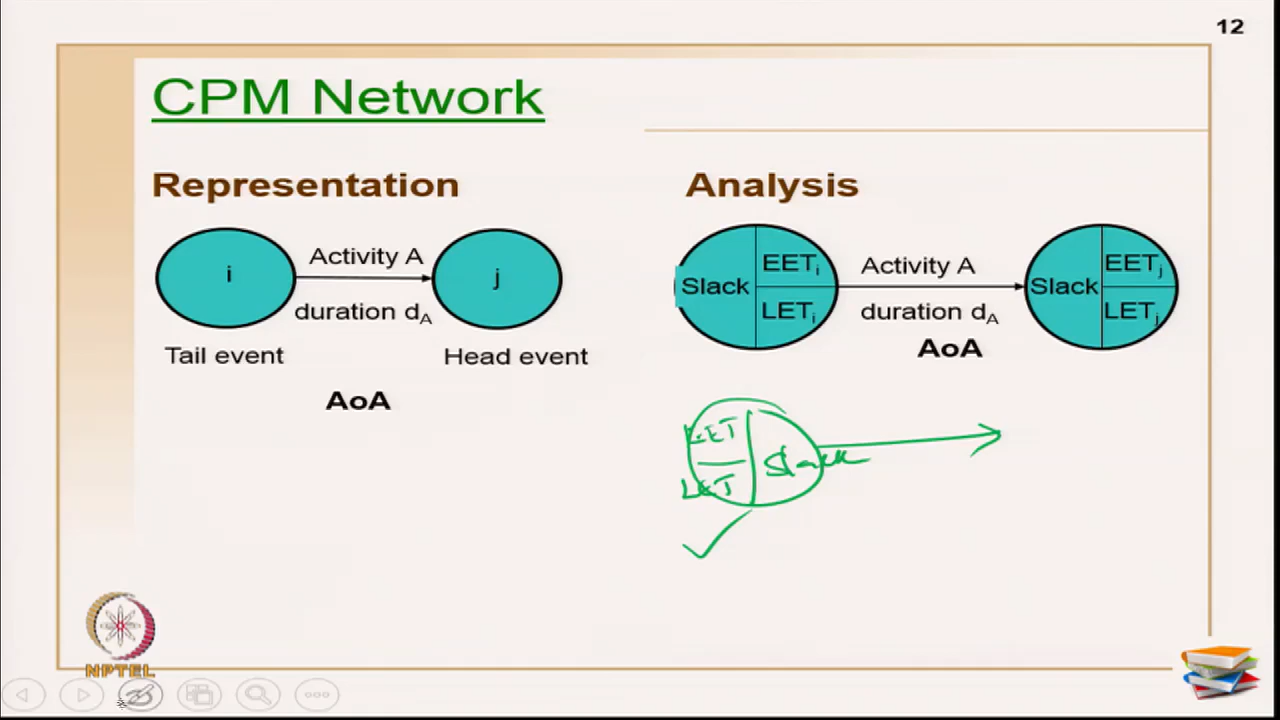 12
CPM Network
Representation
i
Activity A
duration dA
j
Tail event
Head event
AoA
Analysis
Slack
EETi
LETi
Activity A
duration dA
AoA
Slack
EETj
LETj
EET
LET
Slack
NPTEL